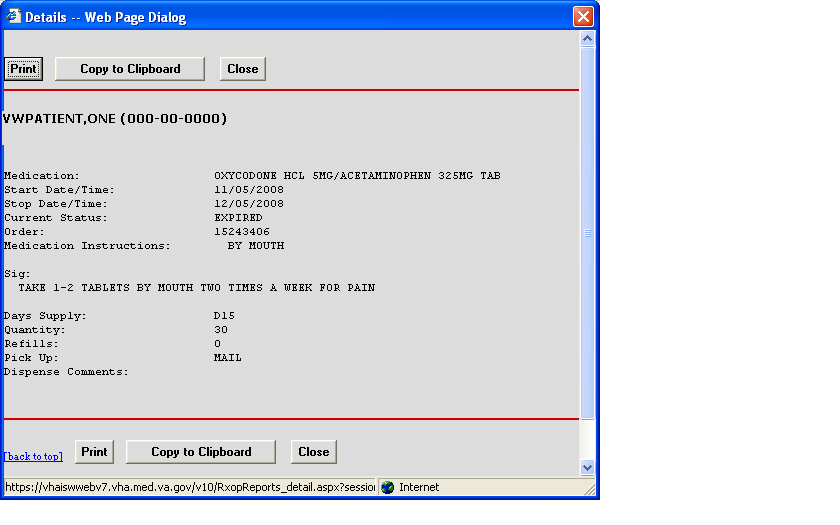 Details -- Web Page Dialog
Print Copy to Clipboard Close
VWPATIENT,ONE (000-00-0000)
Medication: OXYCODONE HCL 5MG/ACETAMINOPHEN 325MG TAB
Start Date/Time: 11/05/2008
Stop Date/Time: 12/05/2008
Current Status: EXPIRED
Order: 15243406
Medication Instructions: BY MOUTH
Sig:
TAKE 1-2 TABLETS BY MOUTH TWO TIMES A WEEK FOR PAIN
Days Supply: D15
Quantity: 30
Refills: 0
Pick Up: MAIL
Dispense Comments:
[back to top] Print Copy to Clipboard Close
https://vhaiswwebv7.vha.med.va.gov/v10/RxopReports_detail.aspx?sessio Internet